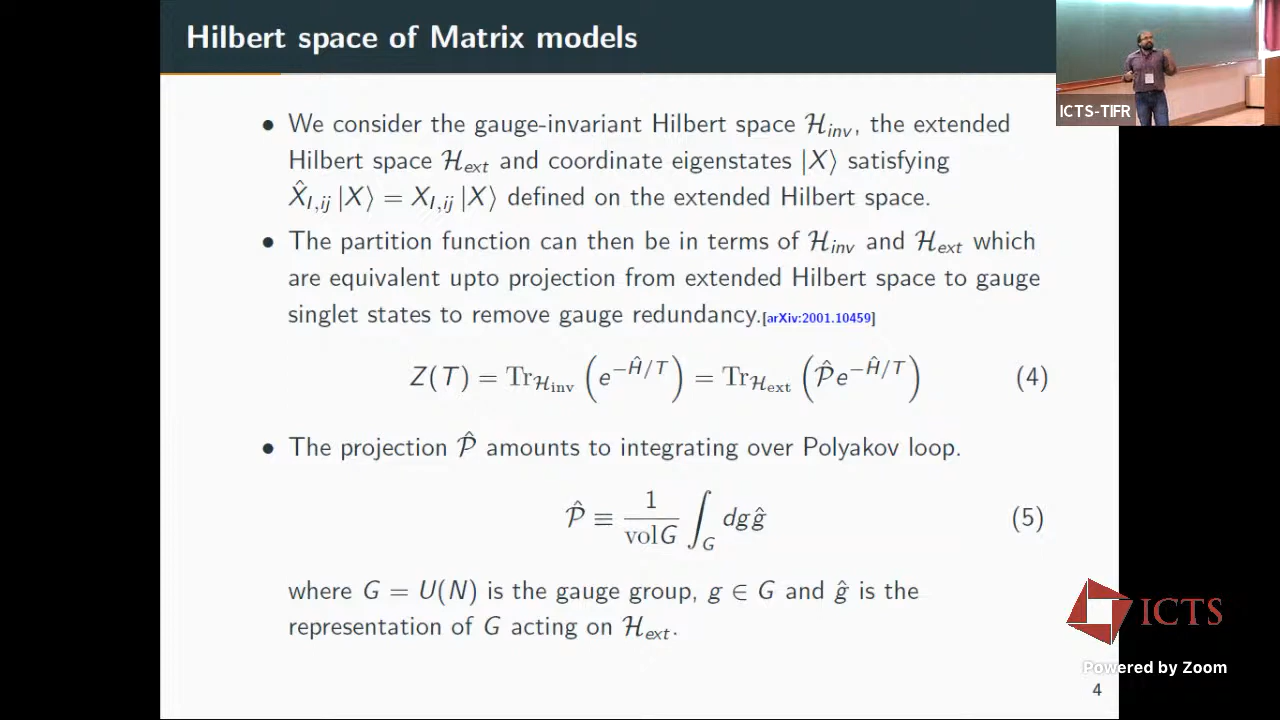 Hilbert space of Matrix models
ICTS-TIFR
• We consider the gauge-invariant Hilbert space ℋ_inv, the extended
Hilbert space ℋ_ext and coordinate eigenstates |X⟩ satisfying
X̂_{I,ij} |X⟩ = X_{I,ij} |X⟩ defined on the extended Hilbert space.
• The partition function can then be in terms of ℋ_inv and ℋ_ext which
are equivalent upto projection from extended Hilbert space to gauge
singlet states to remove gauge redundancy.[arXiv:2001.10459]
Z(T) = Tr_{ℋ_inv} (e^{−Ĥ/T}) = Tr_{ℋ_ext} (𝒫̂e^{−Ĥ/T}) (4)
• The projection 𝒫̂ amounts to integrating over Polyakov loop.
𝒫̂ ≡ 1/volG ∫_G dgĝ (5)
where G = U(N) is the gauge group, g ∈ G and ĝ is the
representation of G acting on ℋ_ext.
ICTS
Powered by Zoom
4